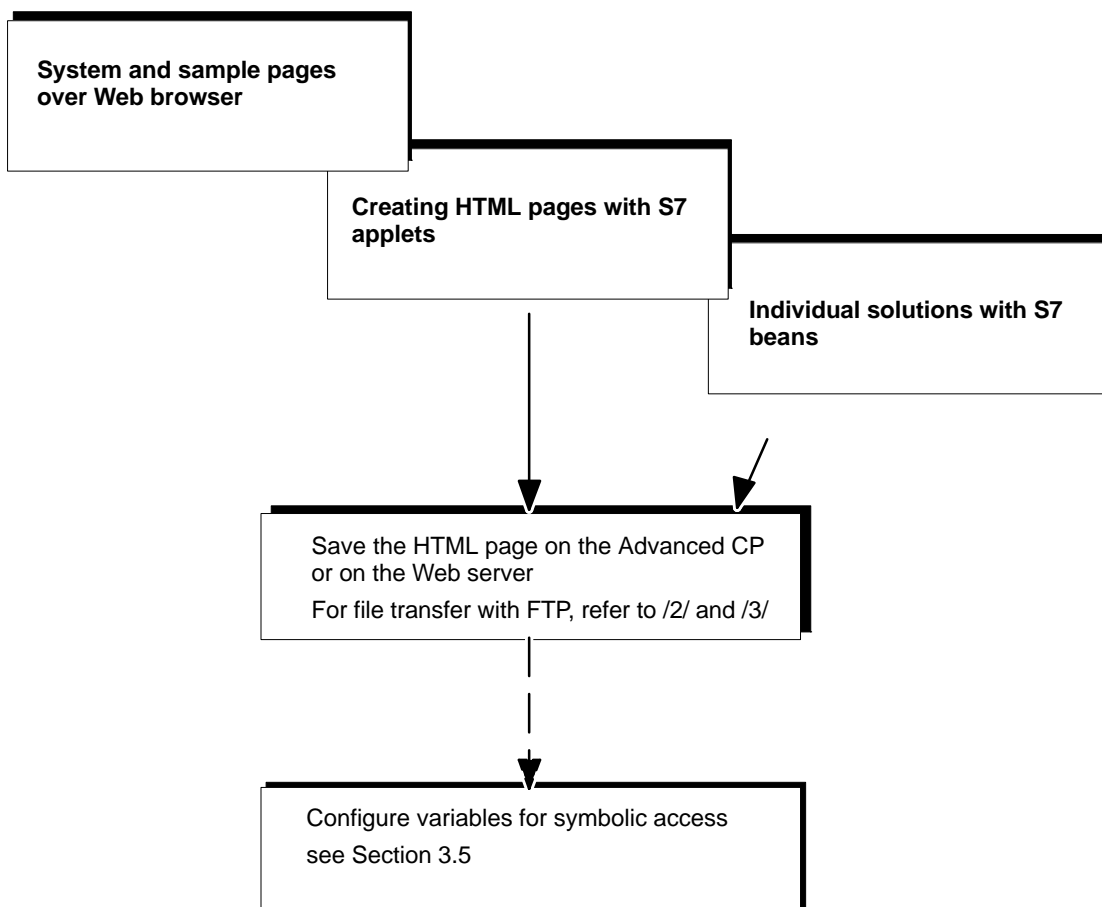 System and sample pages
over Web browser
Creating HTML pages with S7
applets
Individual solutions with S7
beans
Save the HTML page on the Advanced CP
or on the Web server
For file transfer with FTP, refer to /2/ and /3/
Configure variables for symbolic access
see Section 3.5